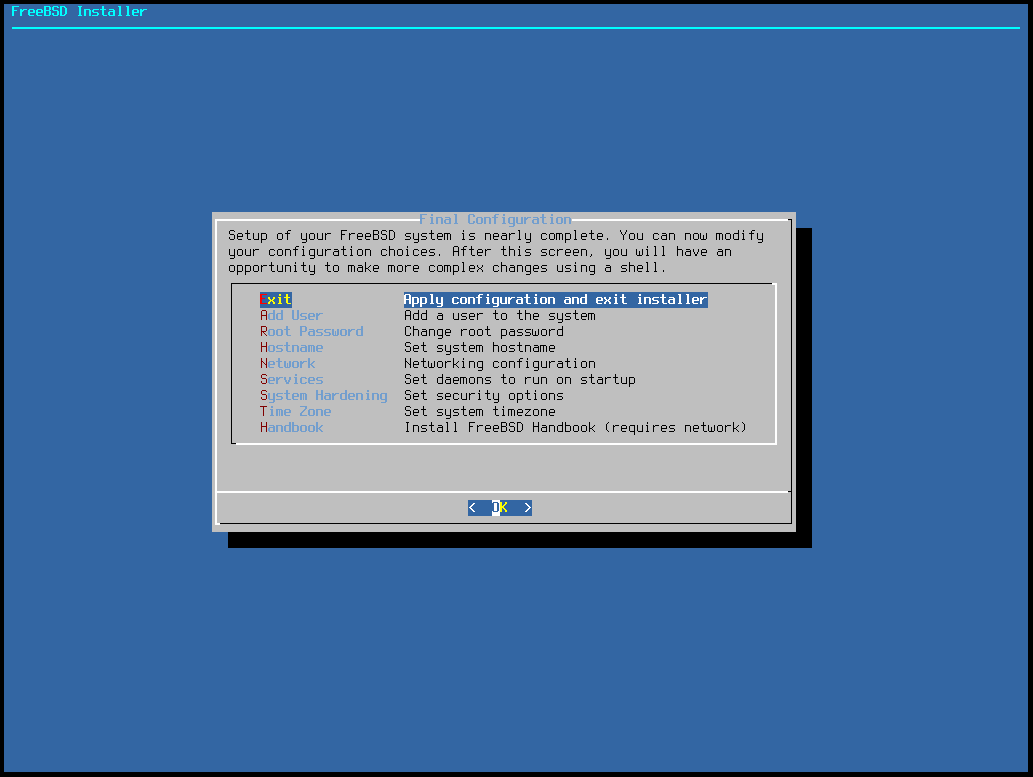 FreeBSD Installer
Final Configuration
Setup of your FreeBSD system is nearly complete. You can now modify
your configuration choices. After this screen, you will have an
opportunity to make more complex changes using a shell.
Exit Apply configuration and exit installer
Add User Add a user to the system
Root Password Change root password
Hostname Set system hostname
Network Networking configuration
Services Set daemons to run on startup
System Hardening Set security options
Time Zone Set system timezone
Handbook Install FreeBSD Handbook (requires network)
< OK >